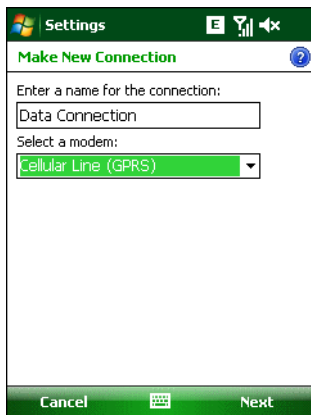 Settings
E
Make New Connection
?
Enter a name for the connection:
Data Connection
Select a modem:
Cellular Line (GPRS)
Cancel
Next